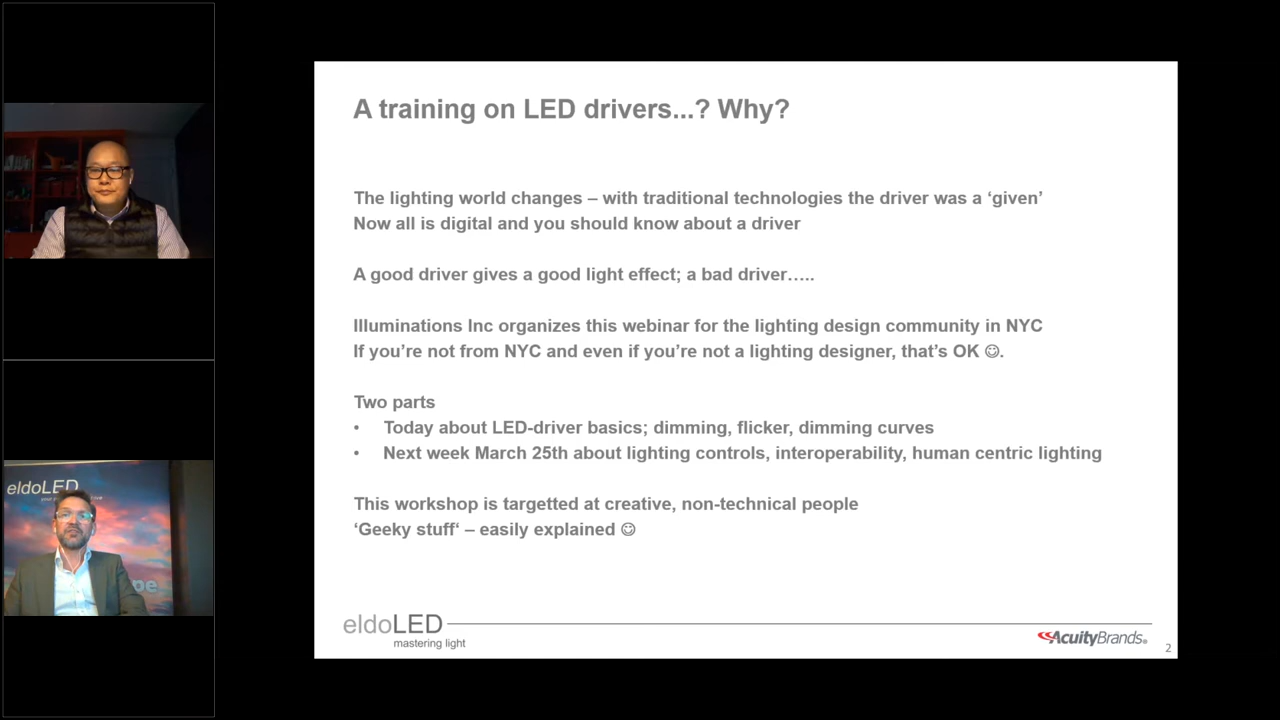 A training on LED drivers...? Why?
The lighting world changes – with traditional technologies the driver was a ‘given’
Now all is digital and you should know about a driver
A good driver gives a good light effect; a bad driver…..
Illuminations Inc organizes this webinar for the lighting design community in NYC
If you’re not from NYC and even if you’re not a lighting designer, that’s OK ☺.
Two parts
• Today about LED-driver basics; dimming, flicker, dimming curves
• Next week March 25th about lighting controls, interoperability, human centric lighting
This workshop is targetted at creative, non-technical people
‘Geeky stuff‘ – easily explained ☺
eldoLED
mastering light
AcuityBrands.
2
eldoLED